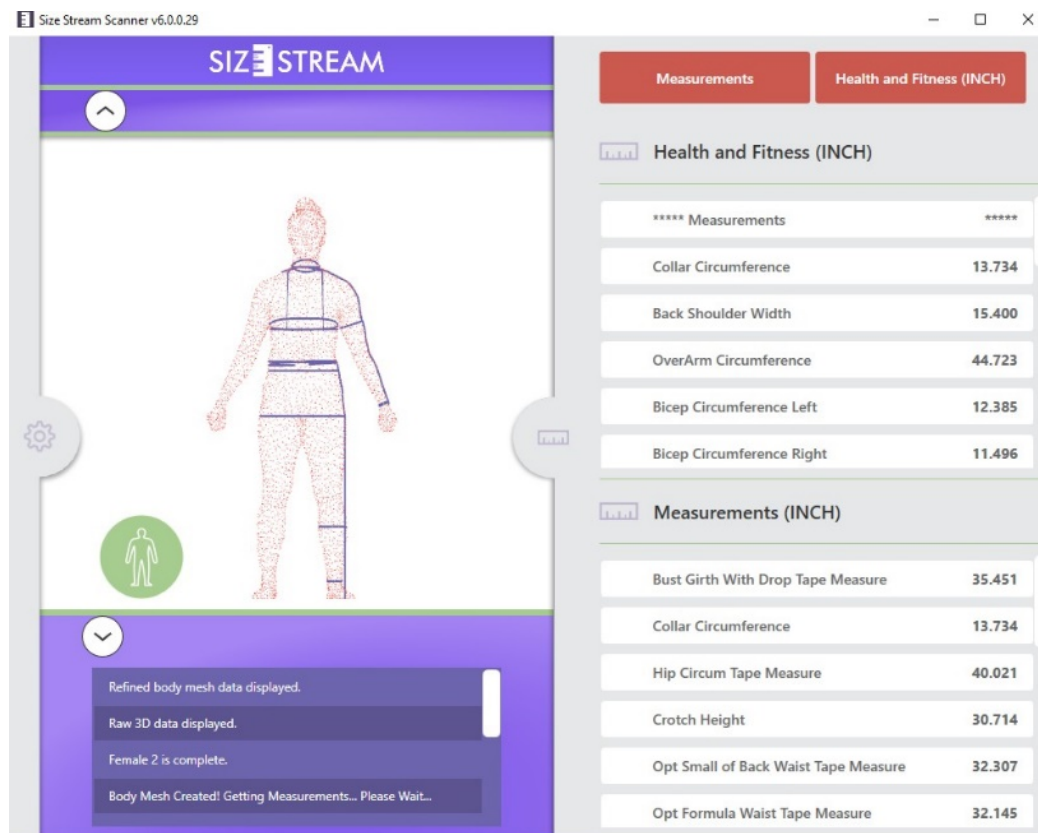 Size Stream Scanner v6.0.0.29
SIZE STREAM
Measurements
Health and Fitness (INCH)
Health and Fitness (INCH)
***** Measurements *****
Collar Circumference 13.734
Back Shoulder Width 15.400
OverArm Circumference 44.723
Bicep Circumference Left 12.385
Bicep Circumference Right 11.496
Measurements (INCH)
Bust Girth With Drop Tape Measure 35.451
Collar Circumference 13.734
Hip Circum Tape Measure 40.021
Crotch Height 30.714
Opt Small of Back Waist Tape Measure 32.307
Opt Formula Waist Tape Measure 32.145
Refined body mesh data displayed.
Raw 3D data displayed.
Female 2 is complete.
Body Mesh Created! Getting Measurements... Please Wait...